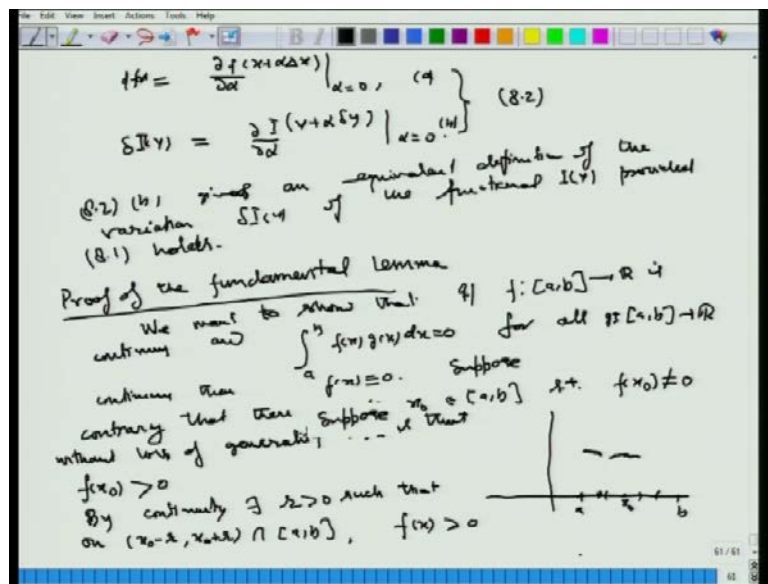 File Edit View Insert Actions Tools Help
df(x) = ∂f(x+αΔx)/∂α |α=0, (a)
(8.2)
δI(y) = ∂I(y+αδy)/∂α |α=0 (b)
(8.2) (b) gives an equivalent definition of the
variation δI(y) of the functional I(y) provided
(8.1) holds.
Proof of the fundamental Lemma
We want to show that if f: [a,b] → ℝ is
continuous and ∫_a^b f(x) g(x) dx = 0 for all g: [a,b] → ℝ
continuous then f(x) ≡ 0. Suppose
contrary that there x₀ ∈ [a,b] s.t. f(x₀) ≠ 0
without loss of generality Suppose that
f(x₀) > 0
By continuity ∃ r > 0 such that
on (x₀-r, x₀+r) ∩ [a,b], f(x) > 0
a x₀ b
61/61
61